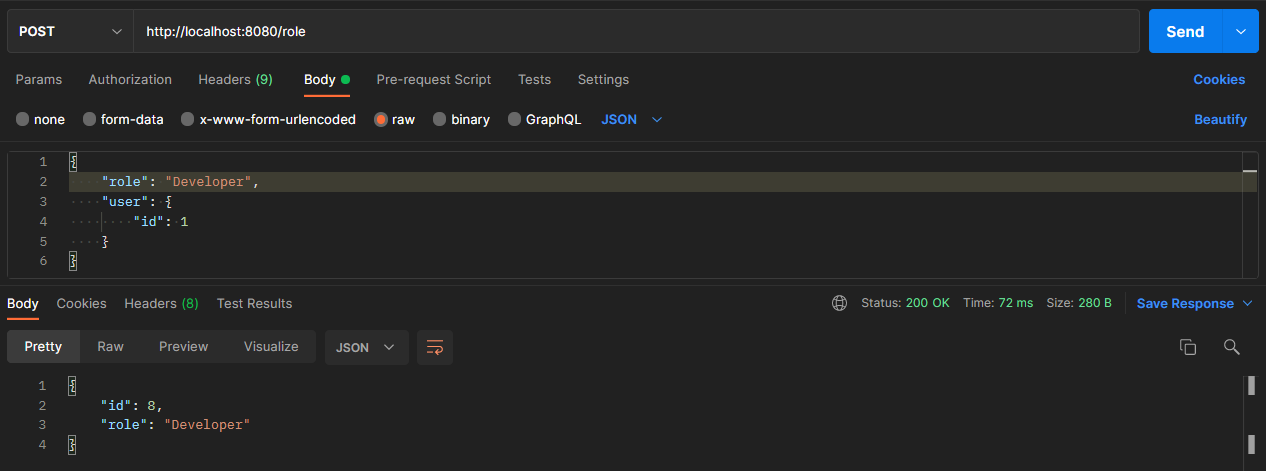 POST http://localhost:8080/role Send
Params Authorization Headers (9) Body Pre-request Script Tests Settings Cookies
none form-data x-www-form-urlencoded raw binary GraphQL JSON Beautify
1 {
2 "role": "Developer",
3 "user": {
4 "id": 1
5 }
6 }
Body Cookies Headers (8) Test Results Status: 200 OK Time: 72 ms Size: 280 B Save Response
Pretty Raw Preview Visualize JSON
1 {
2 "id": 8,
3 "role": "Developer"
4 }